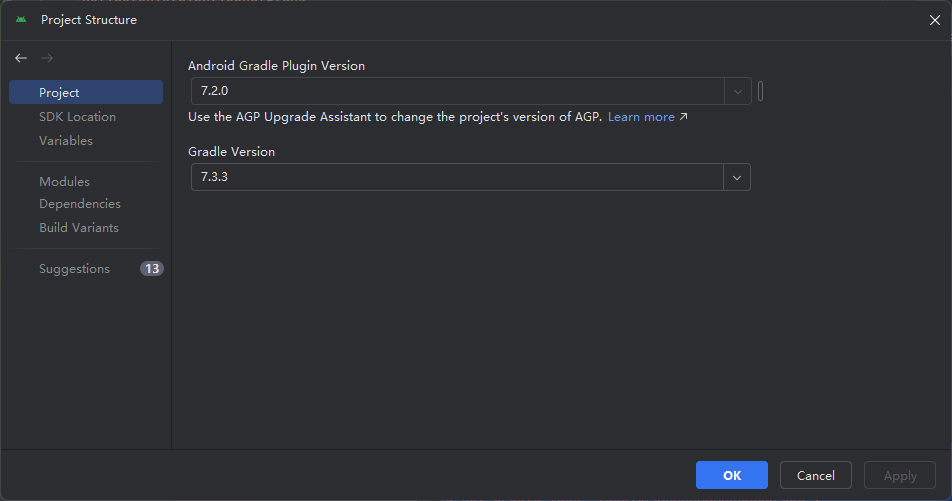 Project Structure
Project
SDK Location
Variables
Modules
Dependencies
Build Variants
Suggestions 13
Android Gradle Plugin Version
7.2.0
Use the AGP Upgrade Assistant to change the project's version of AGP. Learn more ↗
Gradle Version
7.3.3
OK Cancel Apply